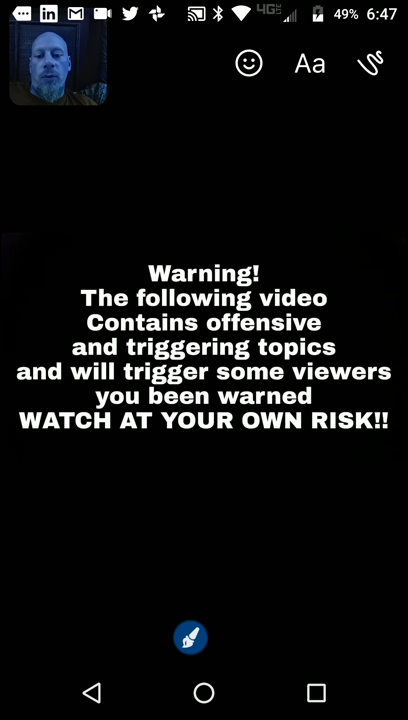 49% 6:47
Aa
Warning!
The following video
Contains offensive
and triggering topics
and will trigger some viewers
you been warned
WATCH AT YOUR OWN RISK!!